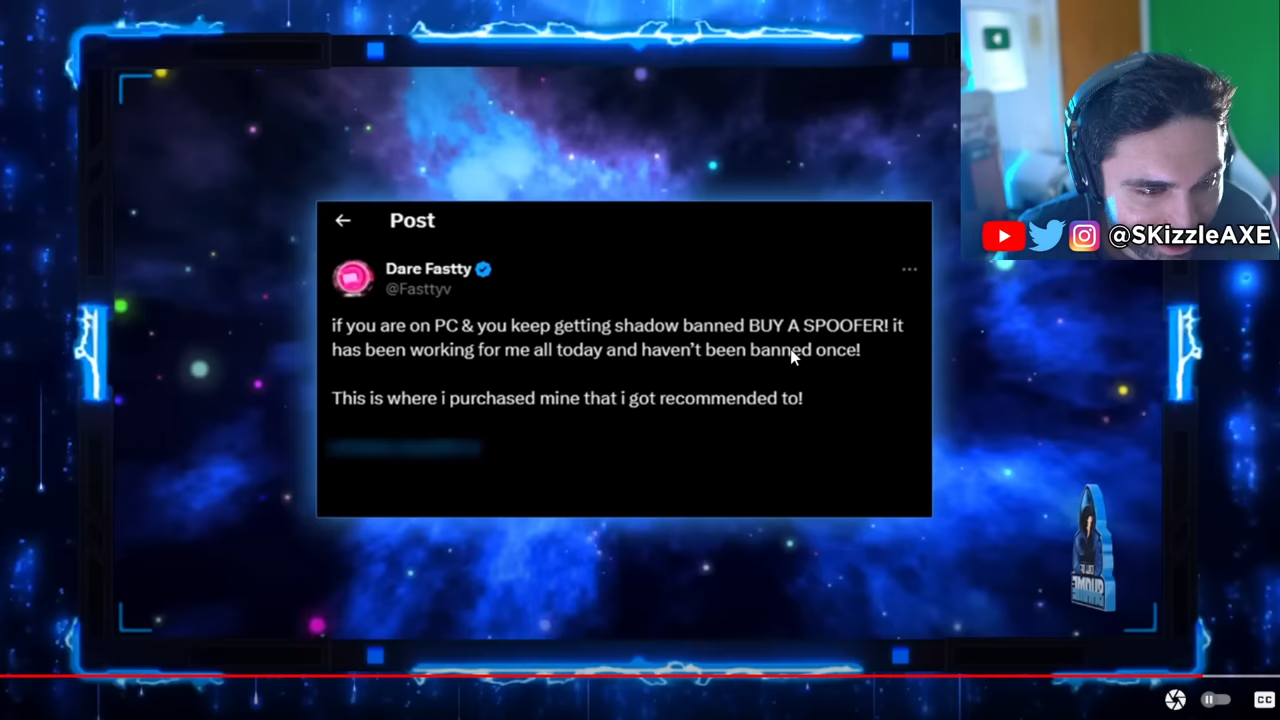 Post
Dare Fastty
@Fasttyv
if you are on PC & you keep getting shadow banned BUY A SPOOFER! it
has been working for me all today and haven't been banned once!
This is where i purchased mine that i got recommended to!
@SKizzleAXE
CC